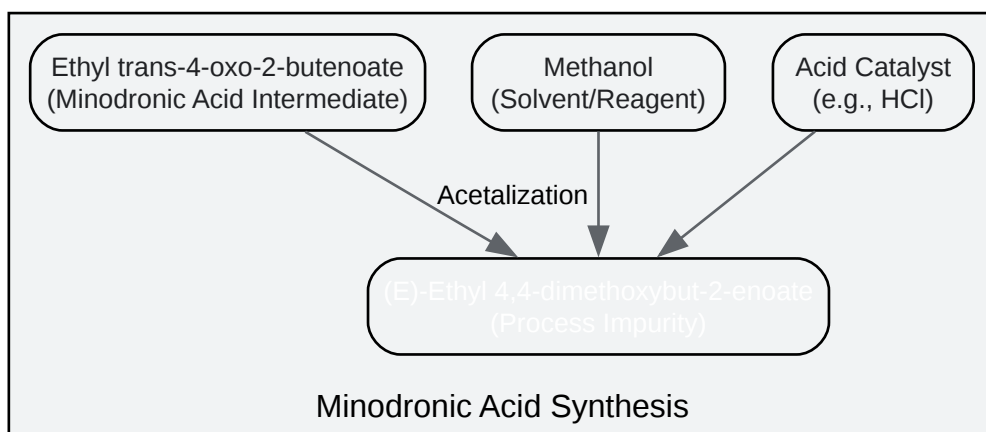 Ethyl trans-4-oxo-2-butenoate
(Minodronic Acid Intermediate)
Methanol
(Solvent/Reagent)
Acid Catalyst
(e.g., HCl)
Acetalization
(E)-Ethyl 4,4-dimethoxybut-2-enoate
(Process Impurity)
Minodronic Acid Synthesis